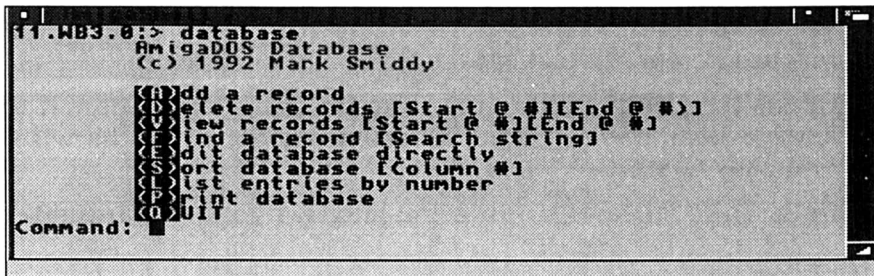 11.WB3.0:> database
AmigaDOS Database
(c) 1992 Mark Smiddy
(A)dd a record
(D)elete records [Start @ #][End @ #)]
(V)iew records [Start @ #][End @ #]
(F)ind a record [Search string]
(E)dit database directly
(S)ort database [Column #]
(L)ist entries by number
(P)rint database
(Q)UIT
Command: